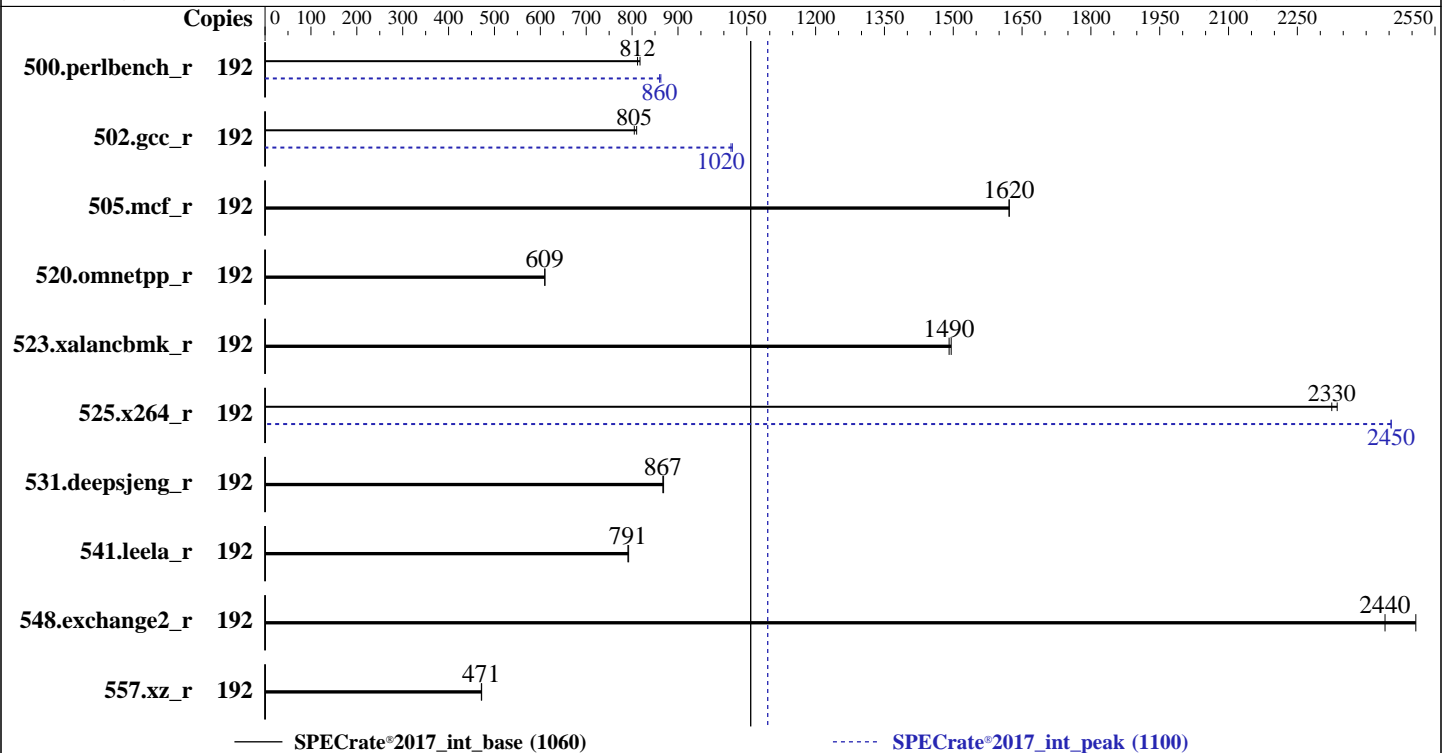 Copies 0 100 200 300 400 500 600 700 800 900 1050 1200 1350 1500 1650 1800 1950 2100 2250 2550
812
500.perlbench_r 192
860
805
502.gcc_r 192
1020
1620
505.mcf_r 192
609
520.omnetpp_r 192
1490
523.xalancbmk_r 192
2330
525.x264_r 192
2450
867
531.deepsjeng_r 192
791
541.leela_r 192
2440
548.exchange2_r 192
471
557.xz_r 192
SPECrate®2017_int_base (1060) SPECrate®2017_int_peak (1100)